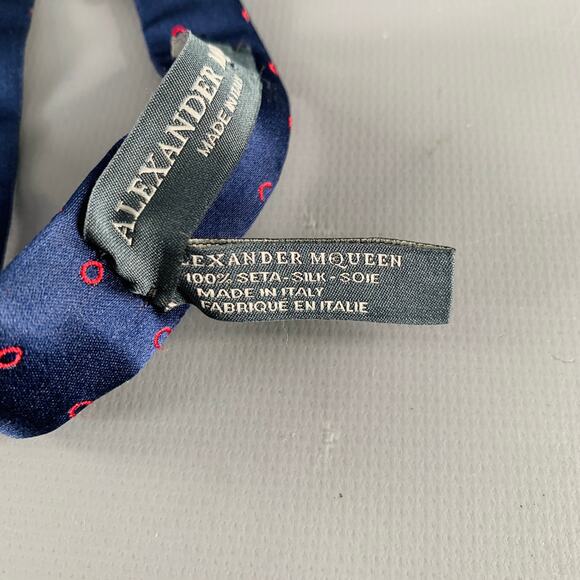 ALEXANDER M
MADE IN
LEXANDER MQUEEN
100% SETA-SILK-SOIE
MADE IN ITALY
FABRIQUE EN ITALIE